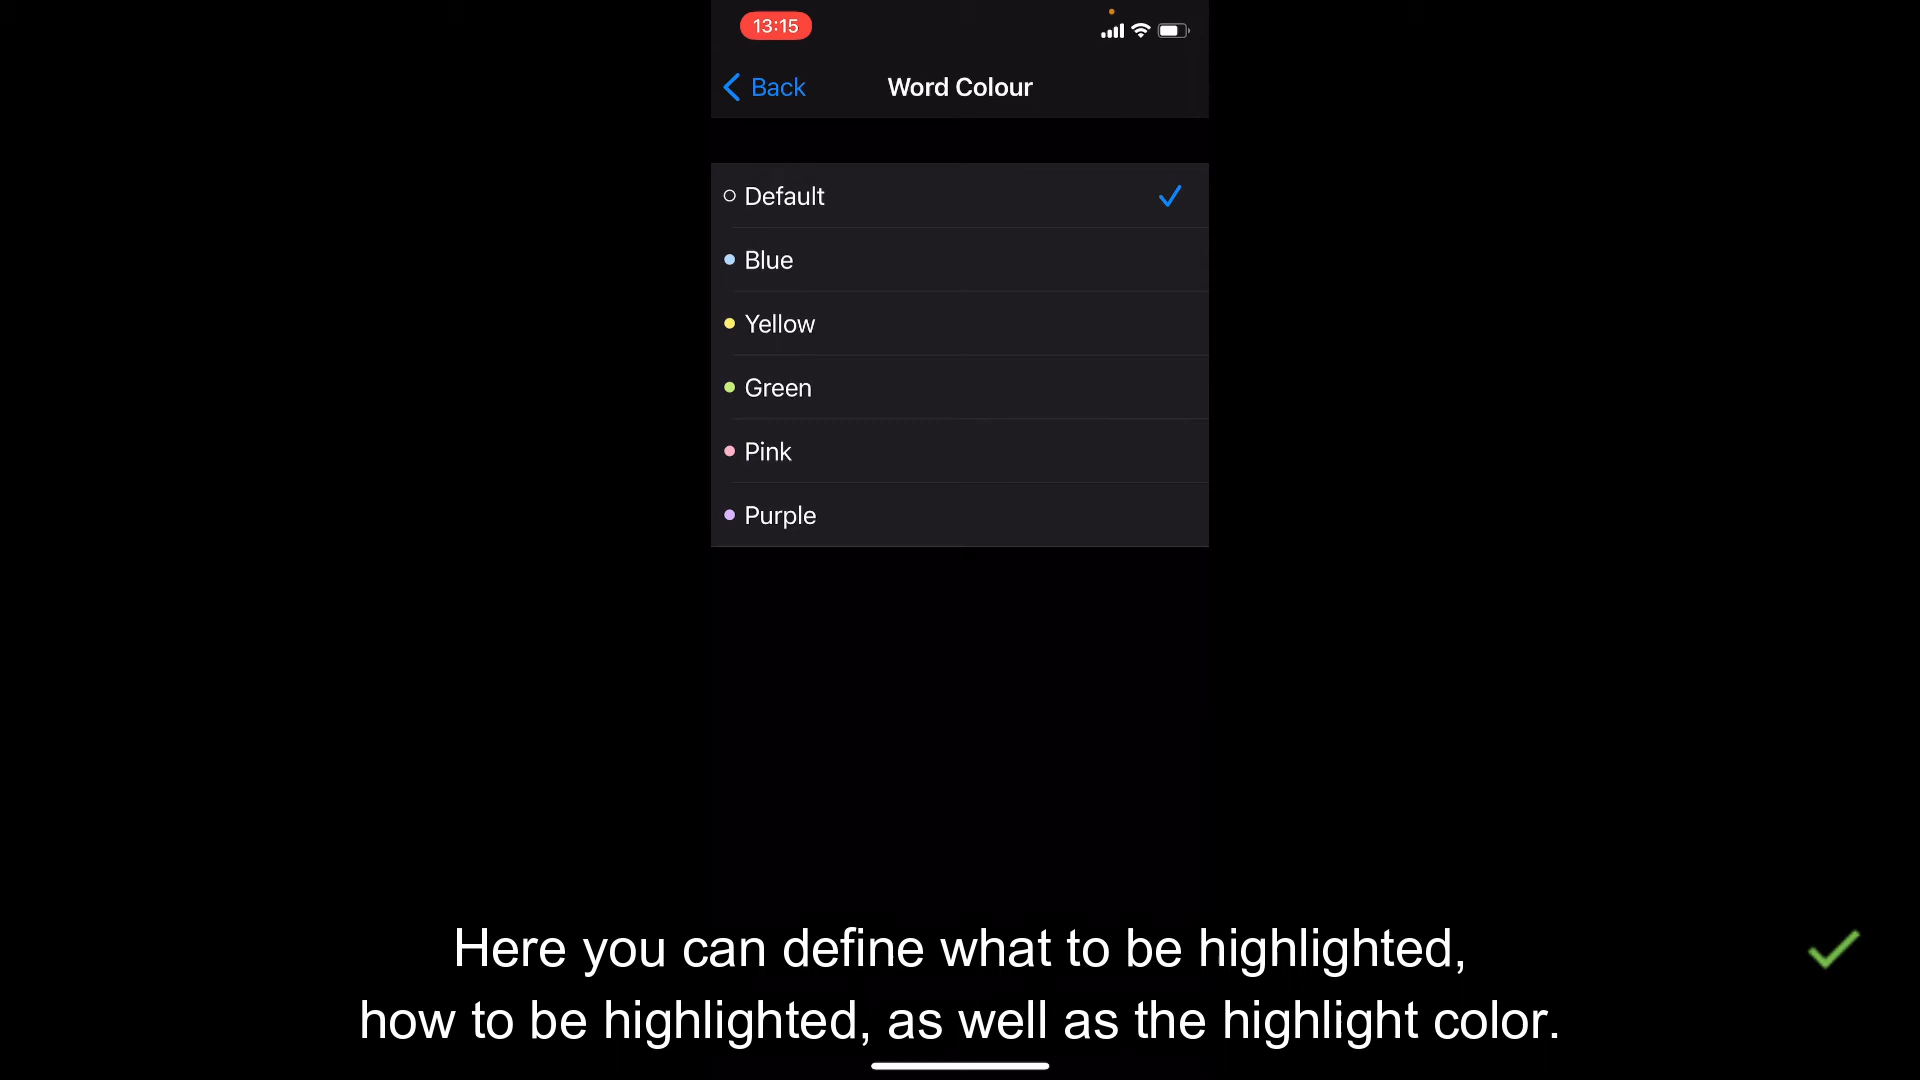 13:15
Back
Word Colour
Default
Blue
Yellow
Green
Pink
Purple
Here you can define what to be highlighted,
how to be highlighted, as well as the highlight color.